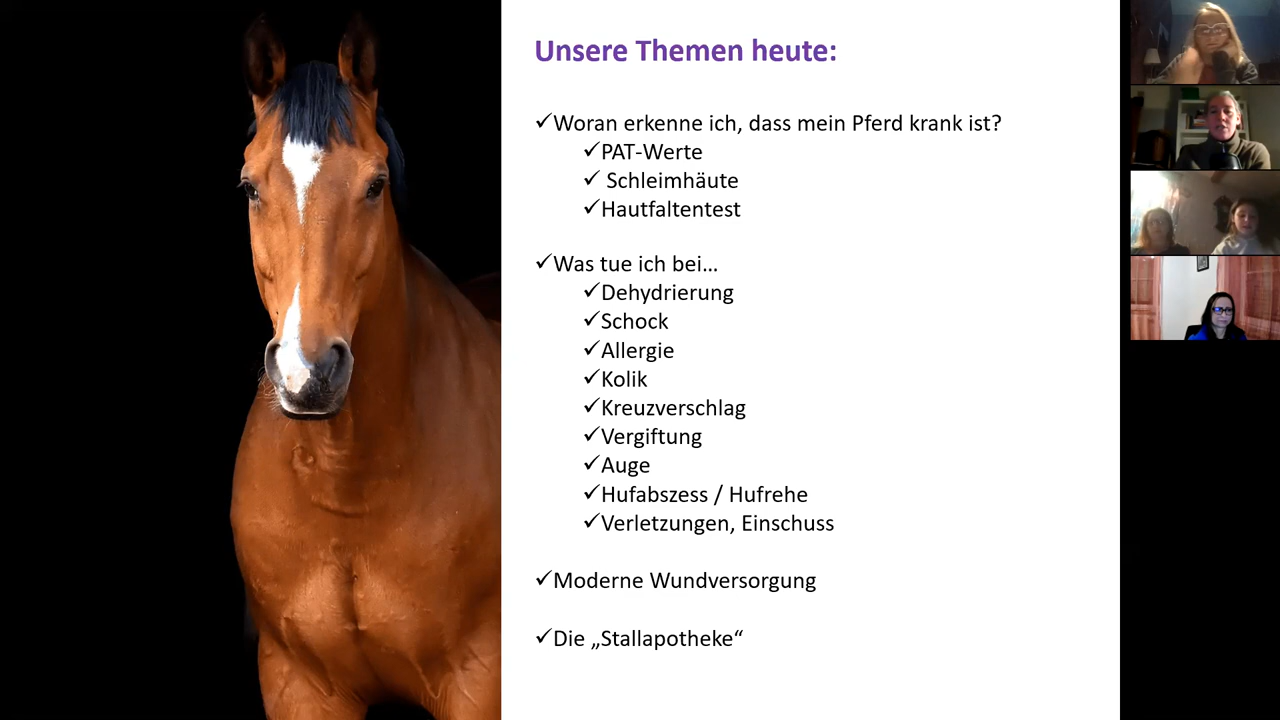 Unsere Themen heute:
✓Woran erkenne ich, dass mein Pferd krank ist?
✓PAT-Werte
✓ Schleimhäute
✓Hautfaltentest
✓Was tue ich bei…
✓Dehydrierung
✓Schock
✓Allergie
✓Kolik
✓Kreuzverschlag
✓Vergiftung
✓Auge
✓Hufabszess / Hufrehe
✓Verletzungen, Einschuss
✓Moderne Wundversorgung
✓Die „Stallapotheke“